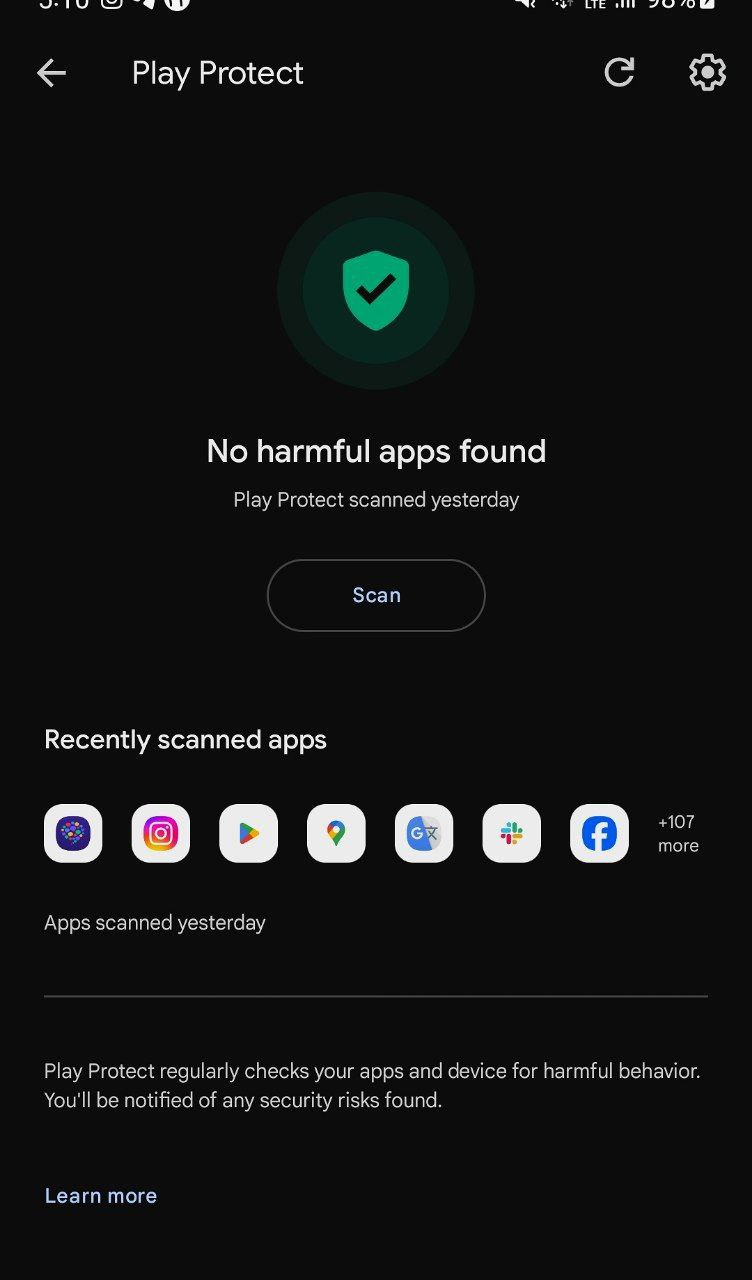 LTE
98%
Play Protect
No harmful apps found
Play Protect scanned yesterday
Scan
Recently scanned apps
G文
+107
more
Apps scanned yesterday
Play Protect regularly checks your apps and device for harmful behavior.
You'll be notified of any security risks found.
Learn more